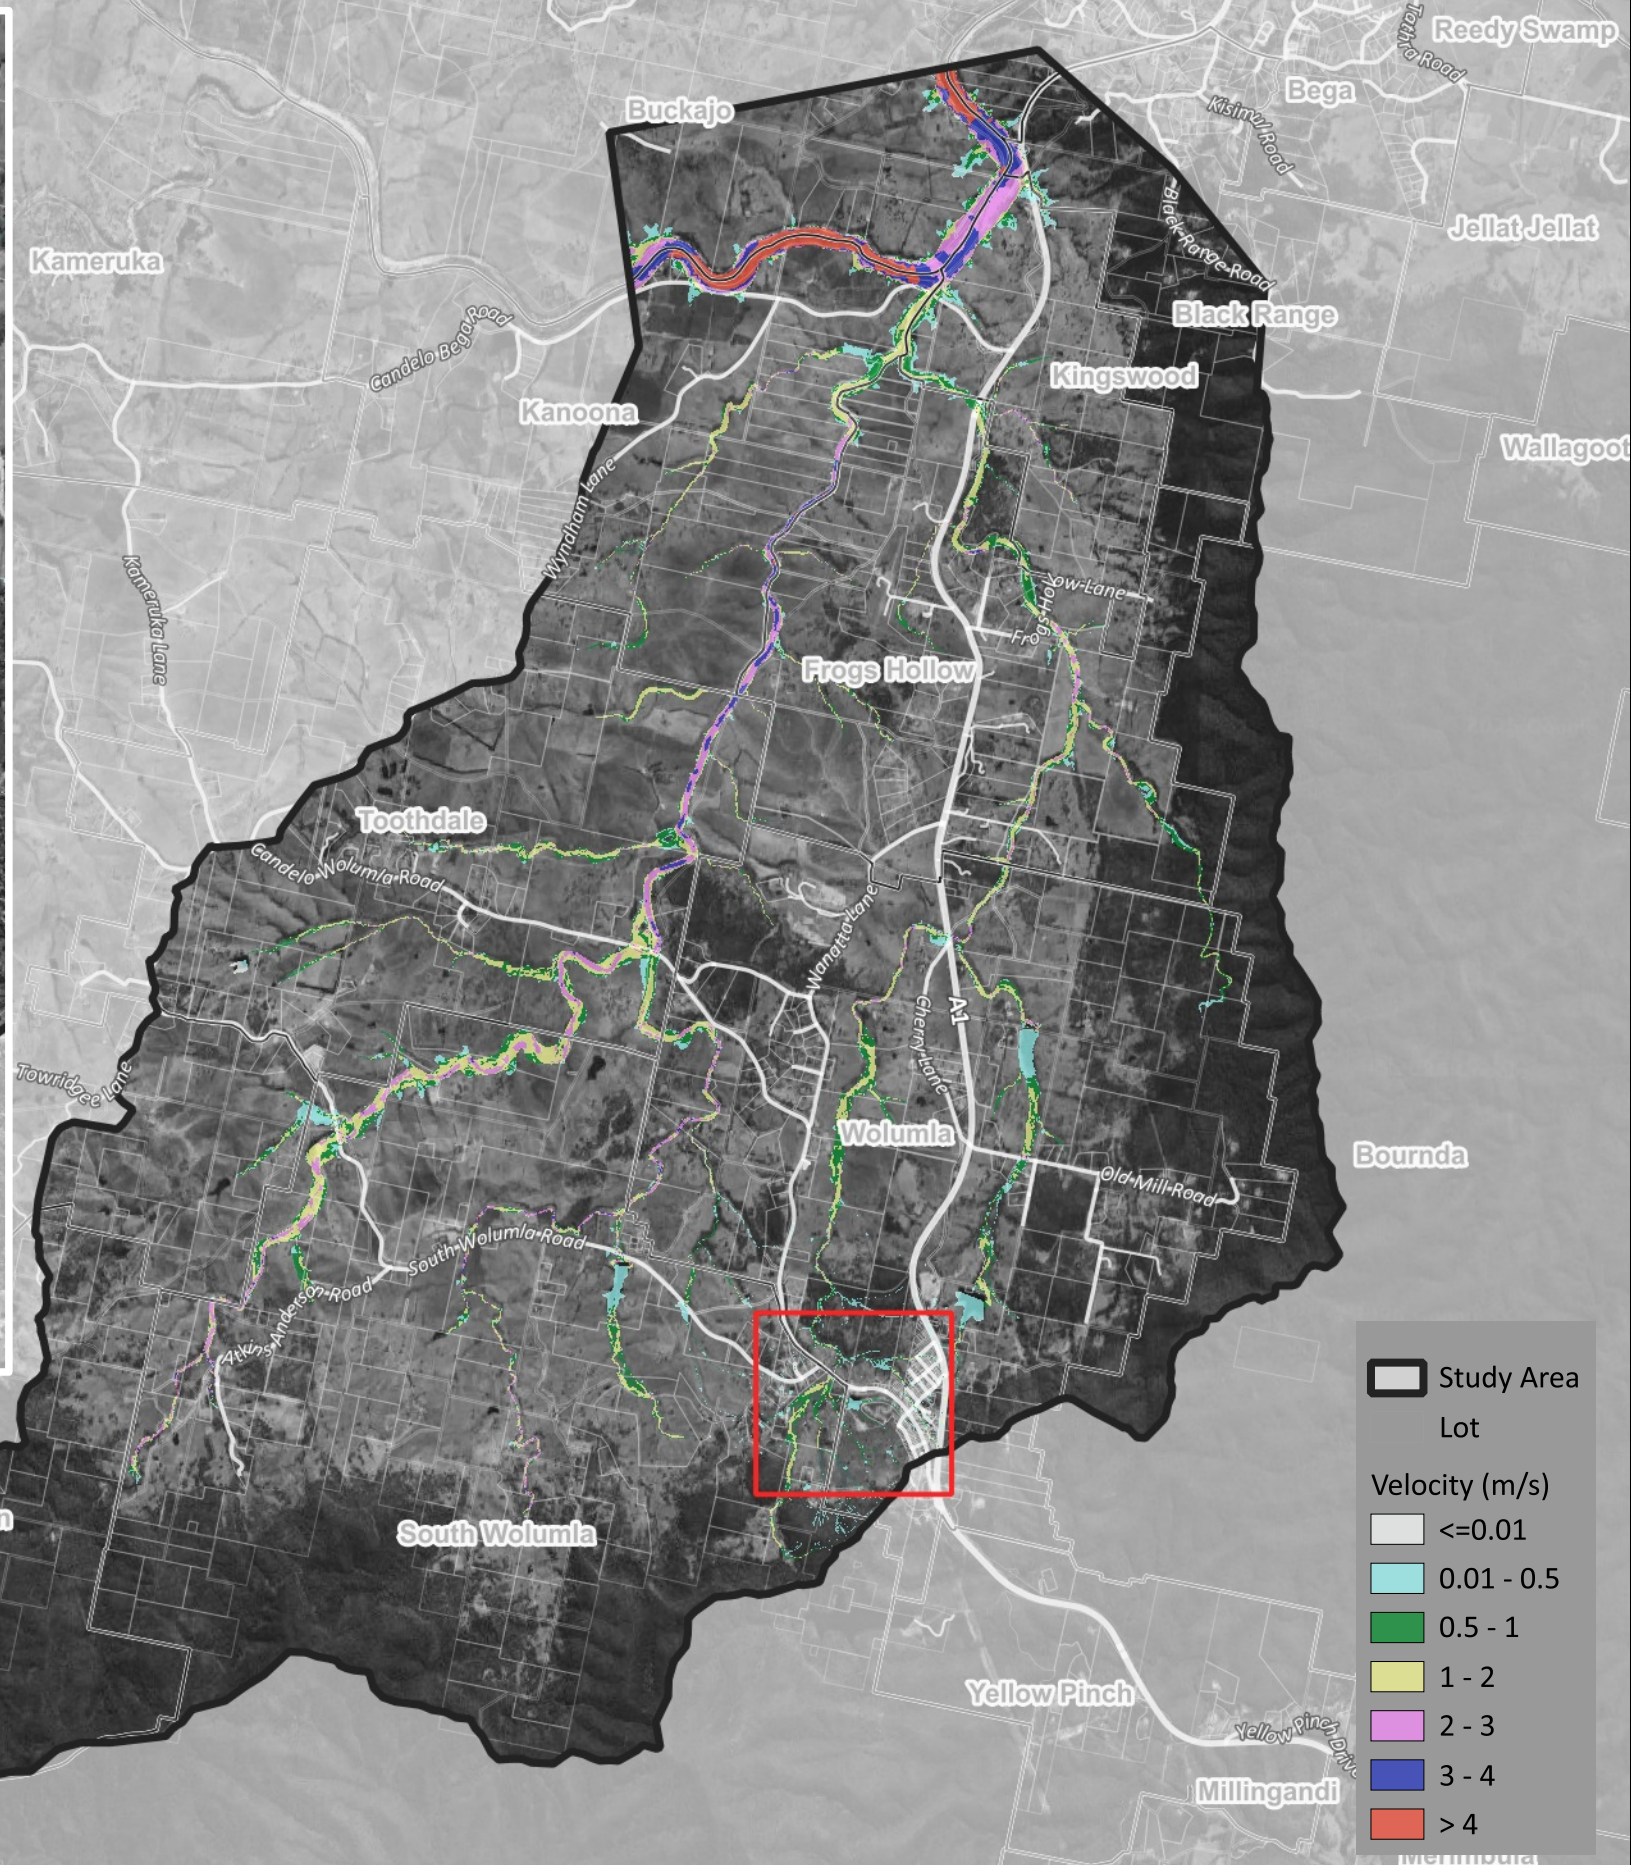 Reedy Swamp
Tathra Road
Bega
Buckajo
Kisimul Road
Black Range Road
Jellat Jellat
Kameruka
Black Range
Candelo Bega Road
Kingswood
Kanoona
Wallagoot
Wyndham Lane
Kameruka Lane
Frogs Hollow Lane
Frogs Hollow
Toothdale
Candelo Wolumla Road
Wanatta Lane
Cherry Lane
A1
Towridgee Lane
Wolumla
Bournda
Old Mill Road
South Wolumla Road
Atkins Anderson Road
South Wolumla
n
Yellow Pinch
Yellow Pinch Drive
Millingandi
Merimbula
Study Area
Lot
Velocity (m/s)
<=0.01
0.01 - 0.5
0.5 - 1
1 - 2
2 - 3
3 - 4
> 4